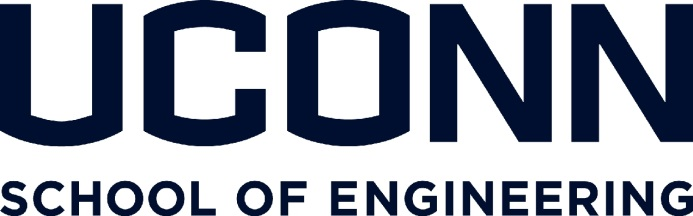 UCONN
SCHOOL OF ENGINEERING